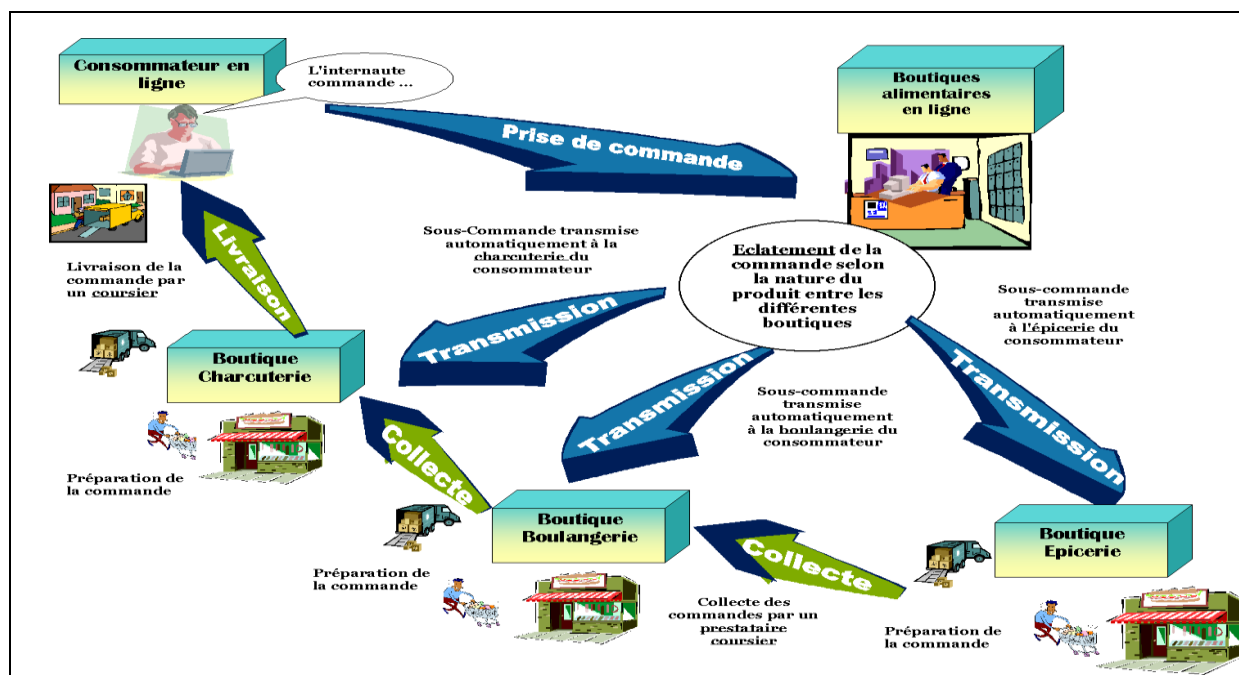 Consommateur en
ligne
L'internaute
commande ...
Boutiques
alimentaires
en ligne
Prise de commande
Sous-Commande transmise
automatiquement à la
charcuterie du
consommateur
Eclatement de la
commande selon
la nature du
produit entre les
différentes
boutiques
Sous-commande
transmise
automatiquement
à l'épicerie du
consommateur
Livraison
Livraison de la
commande par
un coursier
Transmission
Transmission
Transmission
Boutique
Charcuterie
Sous-commande
transmise
automatiquement
à la boulangerie du
consommateur
Collecte
Préparation de
la commande
Boutique
Boulangerie
Collecte
Boutique
Epicerie
Préparation de
la commande
Collecte des
commandes par un
prestataire
coursier
Préparation de
la commande